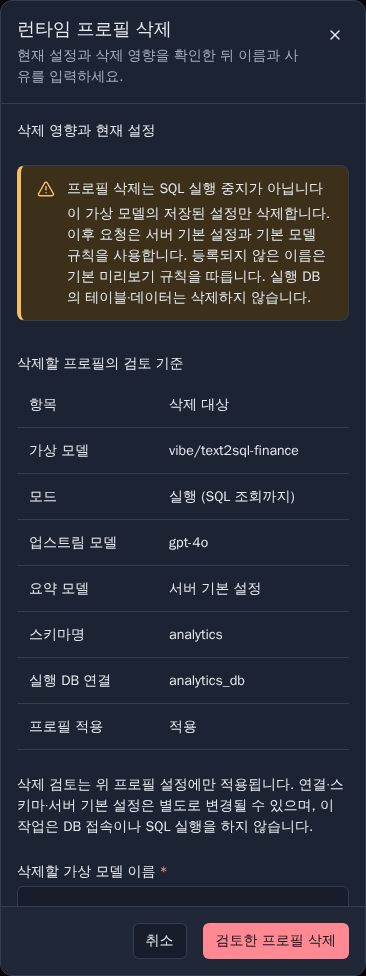 런타임 프로필 삭제
현재 설정과 삭제 영향을 확인한 뒤 이름과 사
유를 입력하세요.
삭제 영향과 현재 설정
프로필 삭제는 SQL 실행 중지가 아닙니다
이 가상 모델의 저장된 설정만 삭제합니다.
이후 요청은 서버 기본 설정과 기본 모델
규칙을 사용합니다. 등록되지 않은 이름은
기본 미리보기 규칙을 따릅니다. 실행 DB
의 테이블·데이터는 삭제하지 않습니다.
삭제할 프로필의 검토 기준
항목 삭제 대상
가상 모델 vibe/text2sql-finance
모드 실행 (SQL 조회까지)
업스트림 모델 gpt-4o
요약 모델 서버 기본 설정
스키마명 analytics
실행 DB 연결 analytics_db
프로필 적용 적용
삭제 검토는 위 프로필 설정에만 적용됩니다. 연결·스
키마·서버 기본 설정은 별도로 변경될 수 있으며, 이
작업은 DB 접속이나 SQL 실행을 하지 않습니다.
삭제할 가상 모델 이름 *
취소 검토한 프로필 삭제